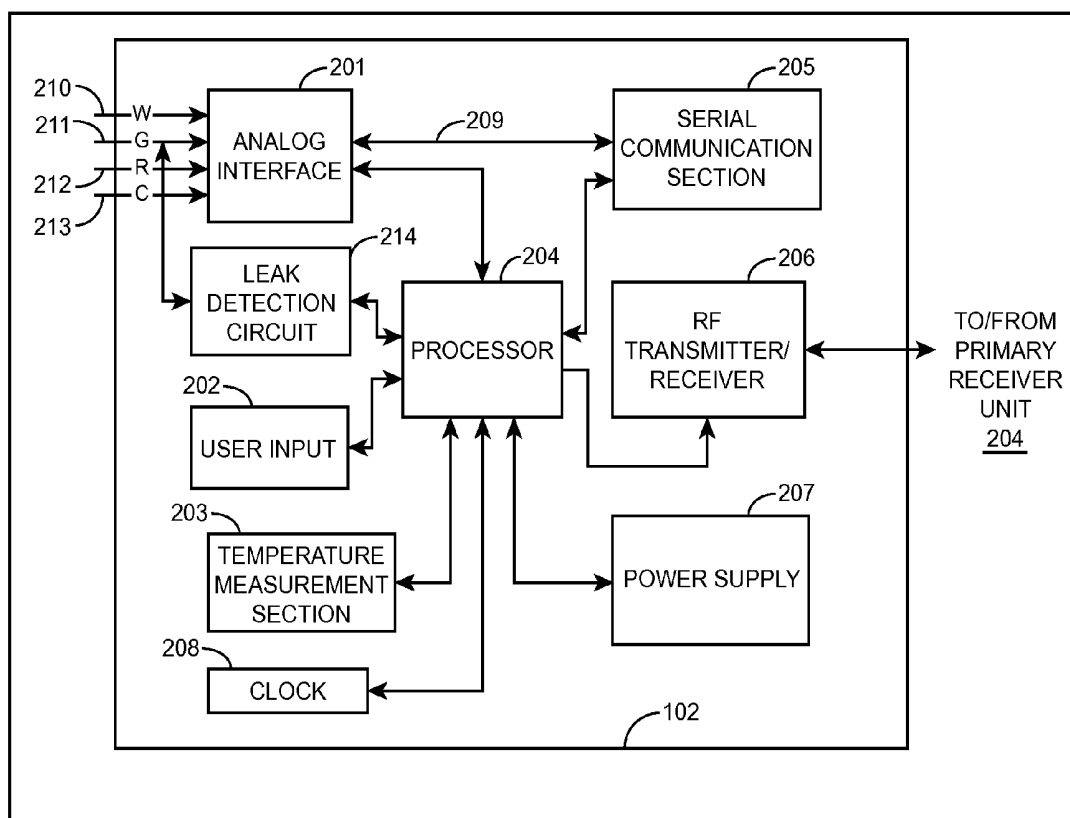 201
205
210
W
211
G
212
R
213
C
ANALOG
INTERFACE
209
SERIAL
COMMUNICATION
SECTION
214
LEAK
DETECTION
CIRCUIT
204
PROCESSOR
206
RF
TRANSMITTER/
RECEIVER
TO/FROM
PRIMARY
RECEIVER
UNIT
204
202
USER INPUT
203
TEMPERATURE
MEASUREMENT
SECTION
207
POWER SUPPLY
208
CLOCK
102